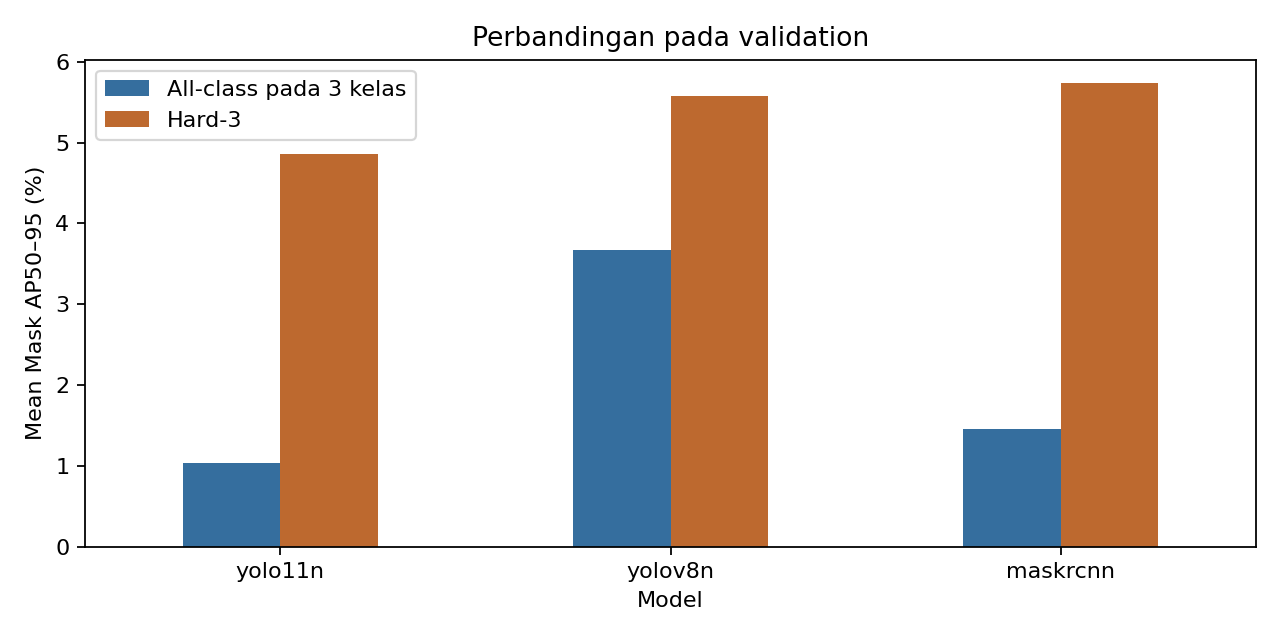 Perbandingan pada validation
All-class pada 3 kelas
Hard-3
Mean Mask AP50–95 (%)
6
5
4
3
2
1
0
yolo11n
yolov8n
maskrcnn
Model